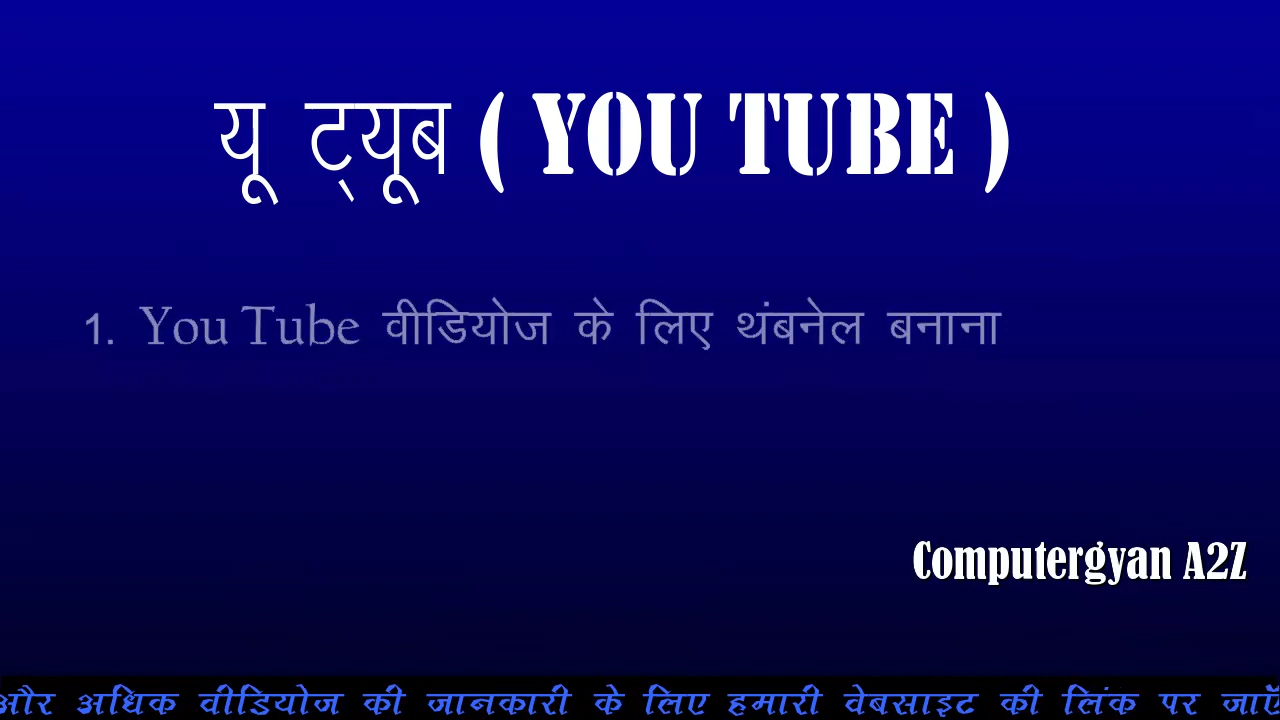 यू ट्यूब ( YOU TUBE )
1. You Tube वीडियोज के लिए थंबनेल बनाना
Computergyan A2Z
और अधिक वीडियोज की जानकारी के लिए हमारी वेबसाइट की लिंक पर जाऍ